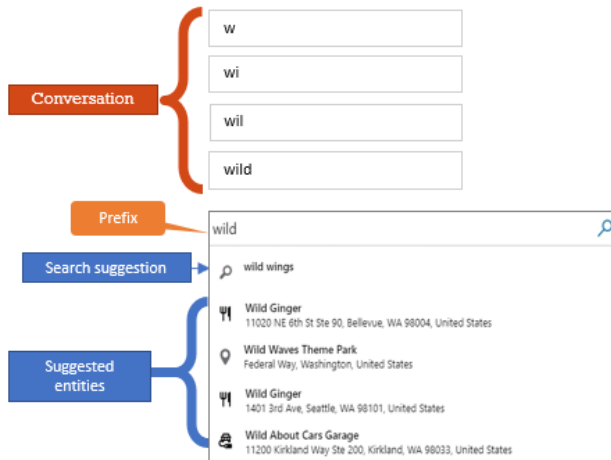 w
wi
Conversation
wil
wild
Prefix
wild
Search suggestion
wild wings
Wild Ginger
11020 NE 6th St Ste 90, Bellevue, WA 98004, United States
Wild Waves Theme Park
Federal Way, Washington, United States
Suggested
entities
Wild Ginger
1401 3rd Ave, Seattle, WA 98101, United States
Wild About Cars Garage
11200 Kirkland Way Ste 200, Kirkland, WA 98033, United States